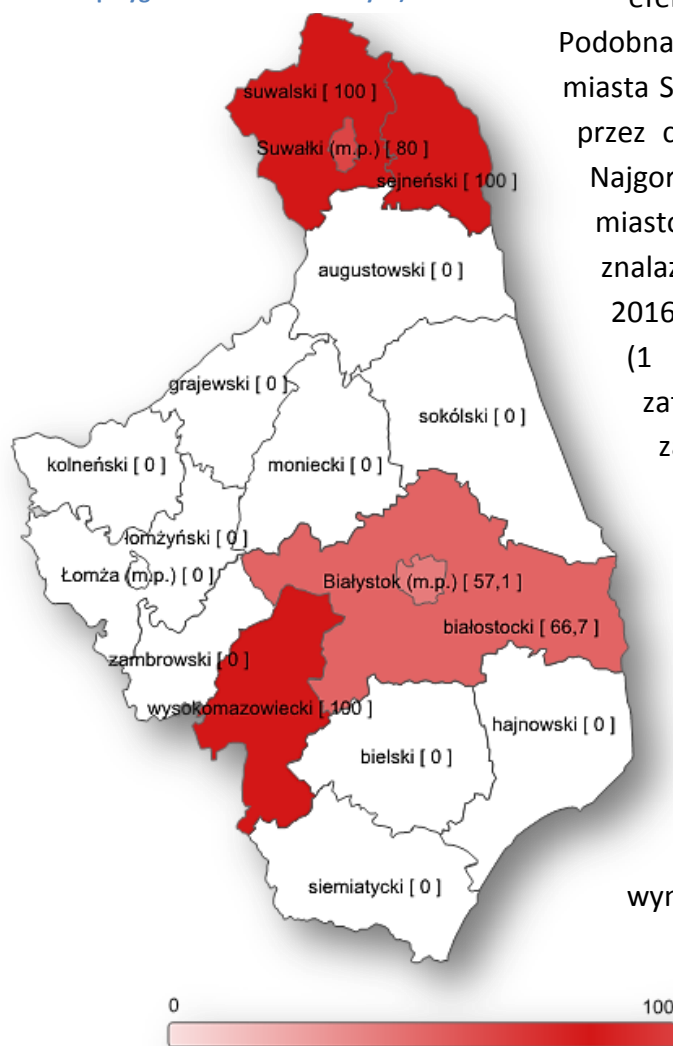 Podobna
suwalski [ 100 ]
miasta S
Suwałki (m.p.) [ 80 ]
przez
sejneński [ 100 ]
Najgor
miasto
augustowski [ 0 ]
znalaz
2016
(1
grajewski [ 0 ]
zat
sokólski [ 0 ]
kolneński [ 0 ]
moniecki [ 0 ]
łomżyński [ 0 ]
Łomża (m.p.) [ 0 ]
Białystok (m.p.) [ 57,1 ]
białostocki [ 66,7 ]
zambrowski [ 0 ]
wysokomazowiecki [ 100 ]
hajnowski [ 0 ]
bielski [ 0 ]
siemiatycki [ 0 ]
wyn
0 100